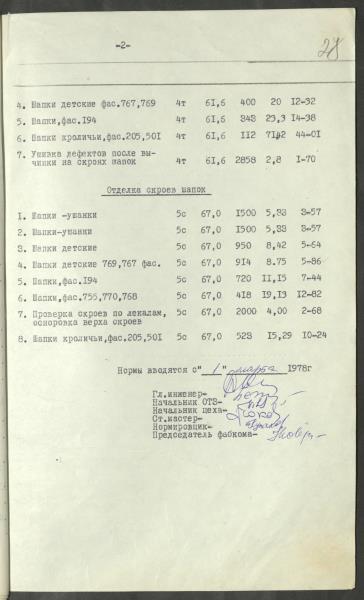 -2-
28
4. Шапки детские фас.767,769 4т 61,6 400 20 12-32
5. Шапки,фас.194 4т 61,6 343 23,3 14-38
6. Шапки кроличьи,фас.205,501 4т 61,6 112 71,2 44-01
7. Ушивка дефектов после вы-
чинки на скроях шапок 4т 61,6 2858 2,8 1-70
Отделка скроев шапок
1. Шапки -ушанки 5с 67,0 1500 5,33 3-57
2. Шапки-ушанки 5с 67,0 1500 5,33 3-57
3. Шапки детские 5с 67,0 950 8,42 5-64
4. Шапки детские 769,767 фас. 5с 67,0 914 8.75 5-86
5. Шапки,фас.194 5с 67,0 720 11,15 7-44
6. Шапки,фас.755,770,768 5с 67,0 418 19,13 12-82
7. Проверка скроев по лекалам,
осноровка верха скроев 5с 67,0 2000 4,00 2-68
8. Шапки кроличьи,фас.205,501 5с 67,0 523 15,29 10-24
Нормы вводятся с" 1 " марта 1978г
Гл.инженер-
Начальник ОТЗ-
Начальник цеха-
Ст.мастер-
Нормировщик-
Председатель фабкома-